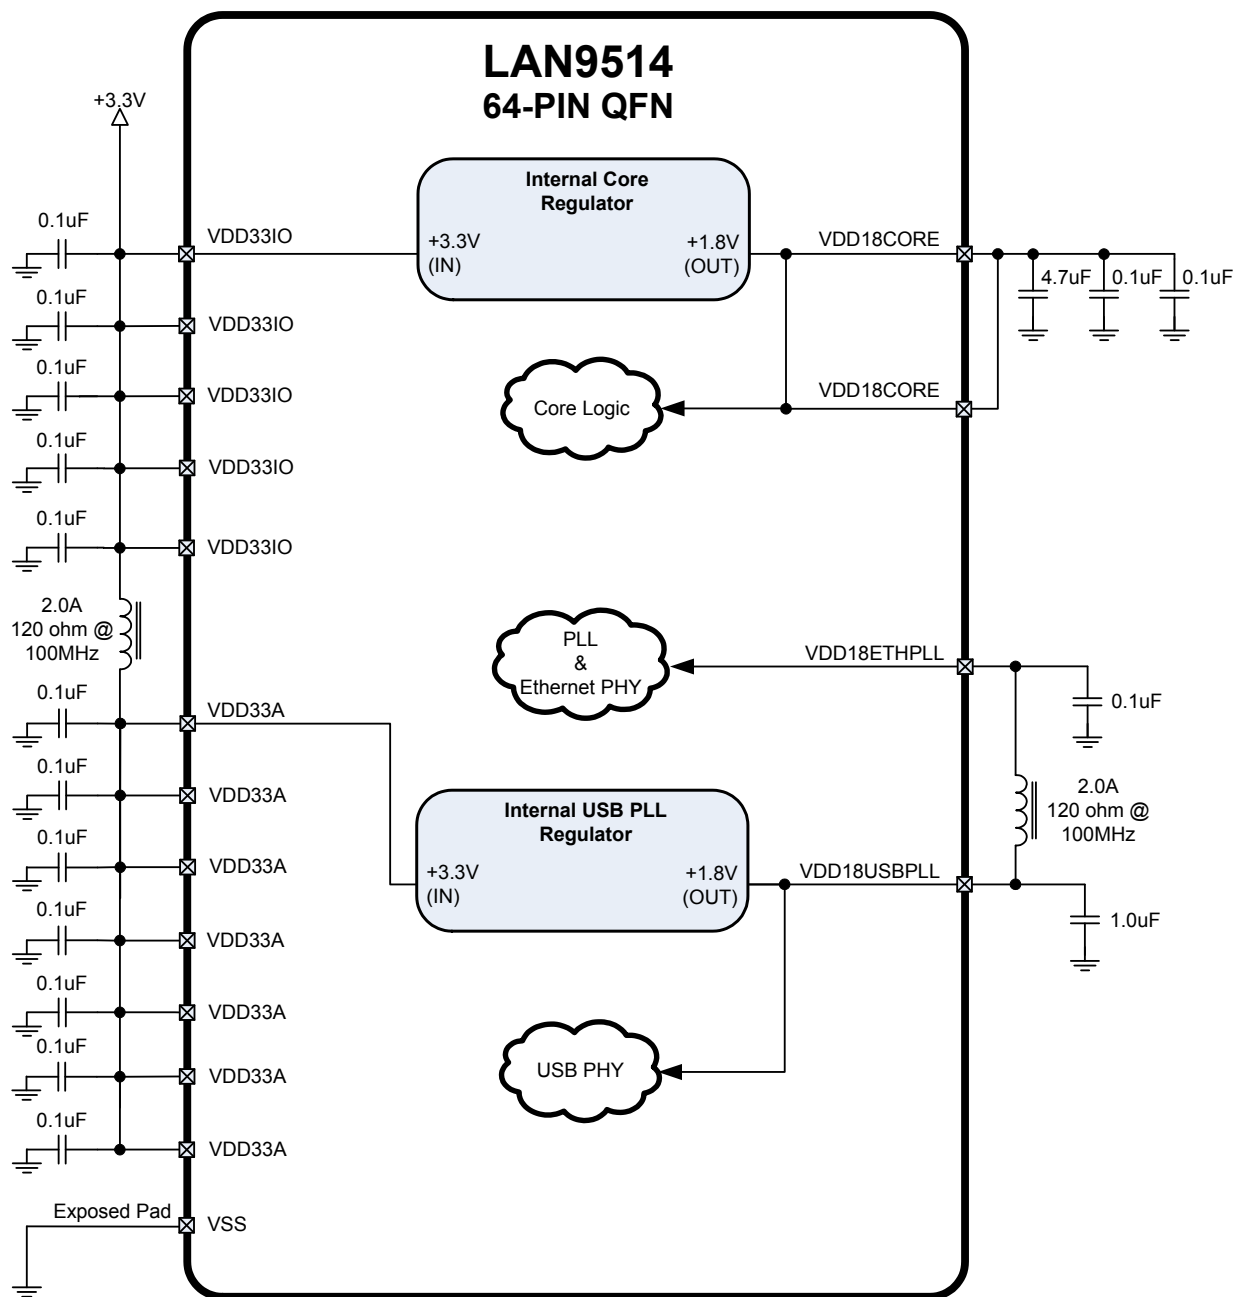 LAN9514
64-PIN QFN
+3.3V
Internal Core
Regulator
+3.3V
(IN)
+1.8V
(OUT)
0.1uF
VDD33IO
VDD18CORE
4.7uF
0.1uF
0.1uF
0.1uF
VDD33IO
0.1uF
VDD33IO
Core Logic
VDD18CORE
0.1uF
VDD33IO
0.1uF
VDD33IO
2.0A
120 ohm @
100MHz
PLL
&
Ethernet PHY
VDD18ETHPLL
0.1uF
0.1uF
VDD33A
0.1uF
VDD33A
2.0A
120 ohm @
100MHz
Internal USB PLL
Regulator
+3.3V
(IN)
+1.8V
(OUT)
0.1uF
VDD33A
VDD18USBPLL
0.1uF
VDD33A
1.0uF
0.1uF
VDD33A
0.1uF
VDD33A
USB PHY
0.1uF
VDD33A
Exposed Pad
VSS